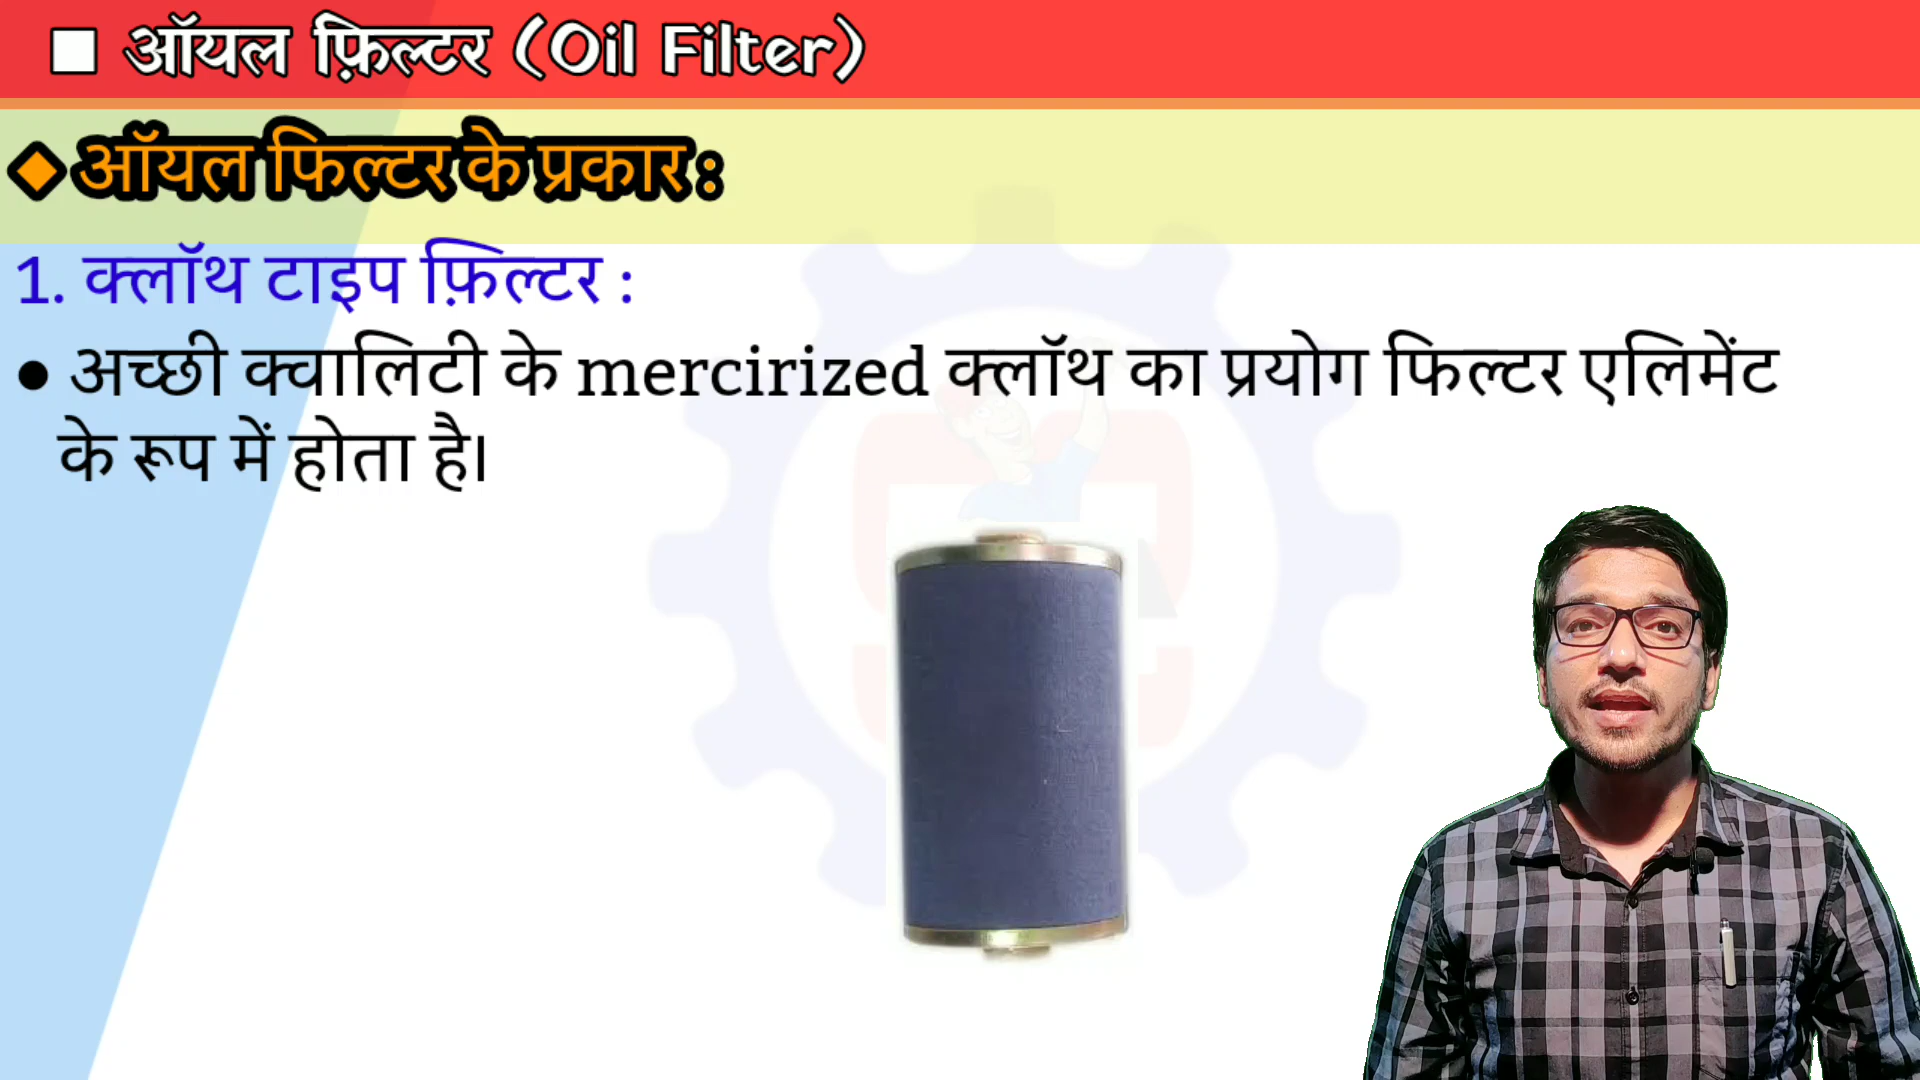 ■ ऑयल फ़िल्टर (Oil Filter)
◆ ऑयल फिल्टर के प्रकार :
1. क्लॉथ टाइप फ़िल्टर :
● अच्छी क्वालिटी के mercirized क्लॉथ का प्रयोग फिल्टर एलिमेंट
के रूप में होता है।